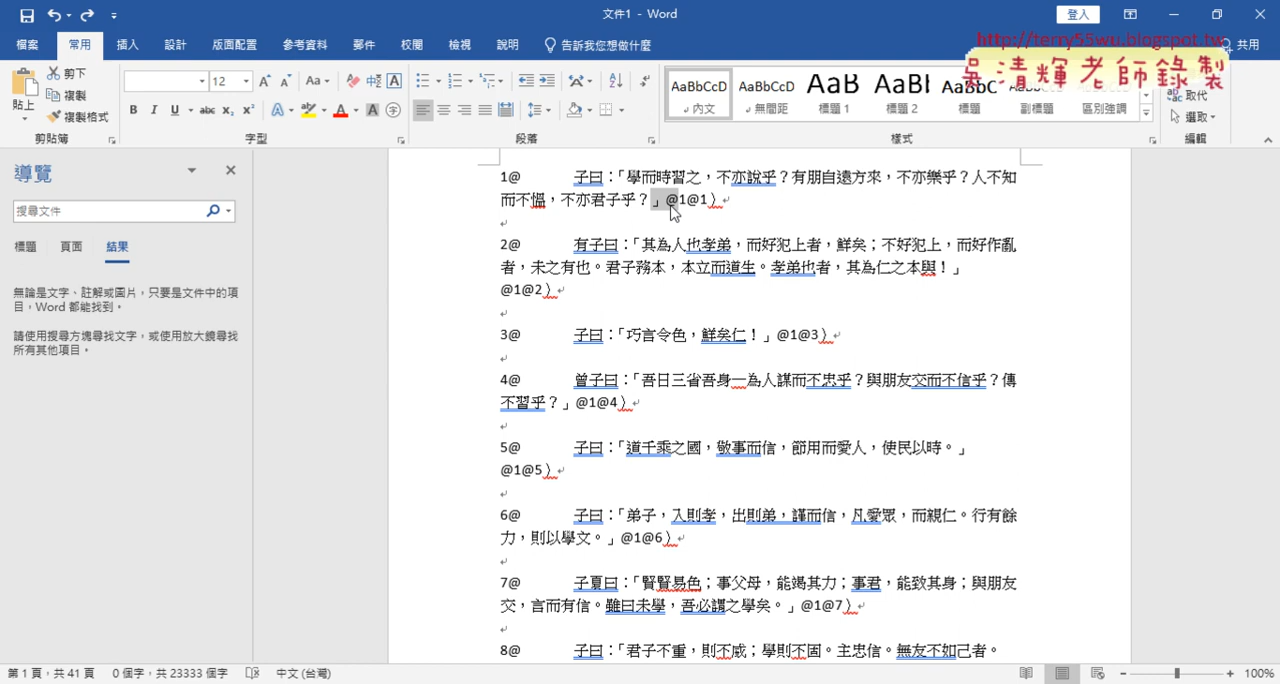 文件1 - Word
登入
http://terry55wu.blogspot.tw
吳清輝老師錄製
檔案 常用 插入 設計 版面配置 參考資料 郵件 校閱 檢視 說明 告訴我您想做什麼 共用
貼上 剪下 複製 複製格式 剪貼簿
12 Aa 字型
段落
AaBbCcD 內文
AaBbCcD 無間距
AaB 標題 1
AaB 標題 2
AaBbC 標題
副標題
區別強調
樣式
取代
選取
編輯
導覽
搜尋文件
標題 頁面 結果
無論是文字、註解或圖片,只要是文件中的項
目,Word 都能找到。
請使用搜尋方塊尋找文字,或使用放大鏡尋找
所有其他項目。
1@ 子曰:「學而時習之,不亦說乎?有朋自遠方來,不亦樂乎?人不知
而不慍,不亦君子乎?」@1@1〉
2@ 有子曰:「其為人也孝弟,而好犯上者,鮮矣;不好犯上,而好作亂
者,未之有也。君子務本,本立而道生。孝弟也者,其為仁之本與!」
@1@2〉
3@ 子曰:「巧言令色,鮮矣仁!」@1@3〉
4@ 曾子曰:「吾日三省吾身─為人謀而不忠乎?與朋友交而不信乎?傳
不習乎?」@1@4〉
5@ 子曰:「道千乘之國,敬事而信,節用而愛人,使民以時。」
@1@5〉
6@ 子曰:「弟子,入則孝,出則弟,謹而信,凡愛眾,而親仁。行有餘
力,則以學文。」@1@6〉
7@ 子夏曰:「賢賢易色;事父母,能竭其力;事君,能致其身;與朋友
交,言而有信。雖曰未學,吾必謂之學矣。」@1@7〉
8@ 子曰:「君子不重,則不威;學則不固。主忠信。無友不如己者。
第 1 頁,共 41 頁 0 個字,共 23333 個字 中文 (台灣) 100%